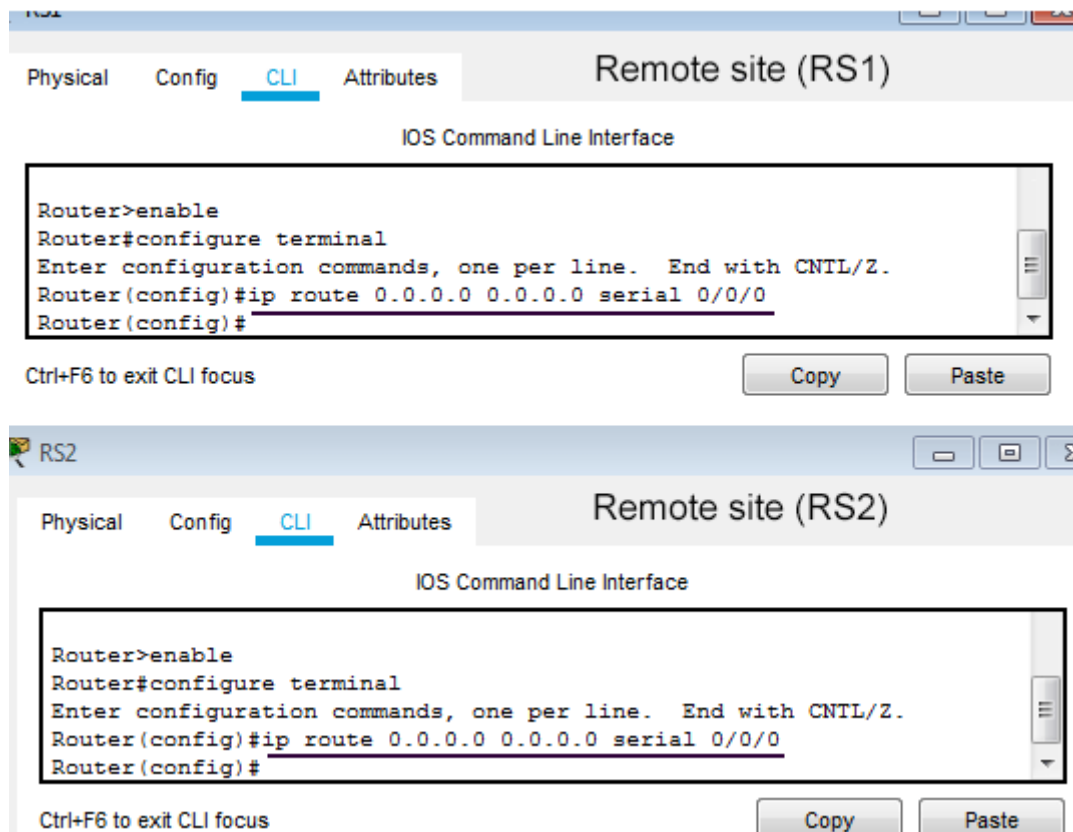 RS1
Physical Config CLI Attributes Remote site (RS1)
IOS Command Line Interface
Router>enable
Router#configure terminal
Enter configuration commands, one per line.  End with CNTL/Z.
Router(config)#ip route 0.0.0.0 0.0.0.0 serial 0/0/0
Router(config)#
Ctrl+F6 to exit CLI focus Copy Paste
RS2
Physical Config CLI Attributes Remote site (RS2)
IOS Command Line Interface
Router>enable
Router#configure terminal
Enter configuration commands, one per line.  End with CNTL/Z.
Router(config)#ip route 0.0.0.0 0.0.0.0 serial 0/0/0
Router(config)#
Ctrl+F6 to exit CLI focus Copy Paste